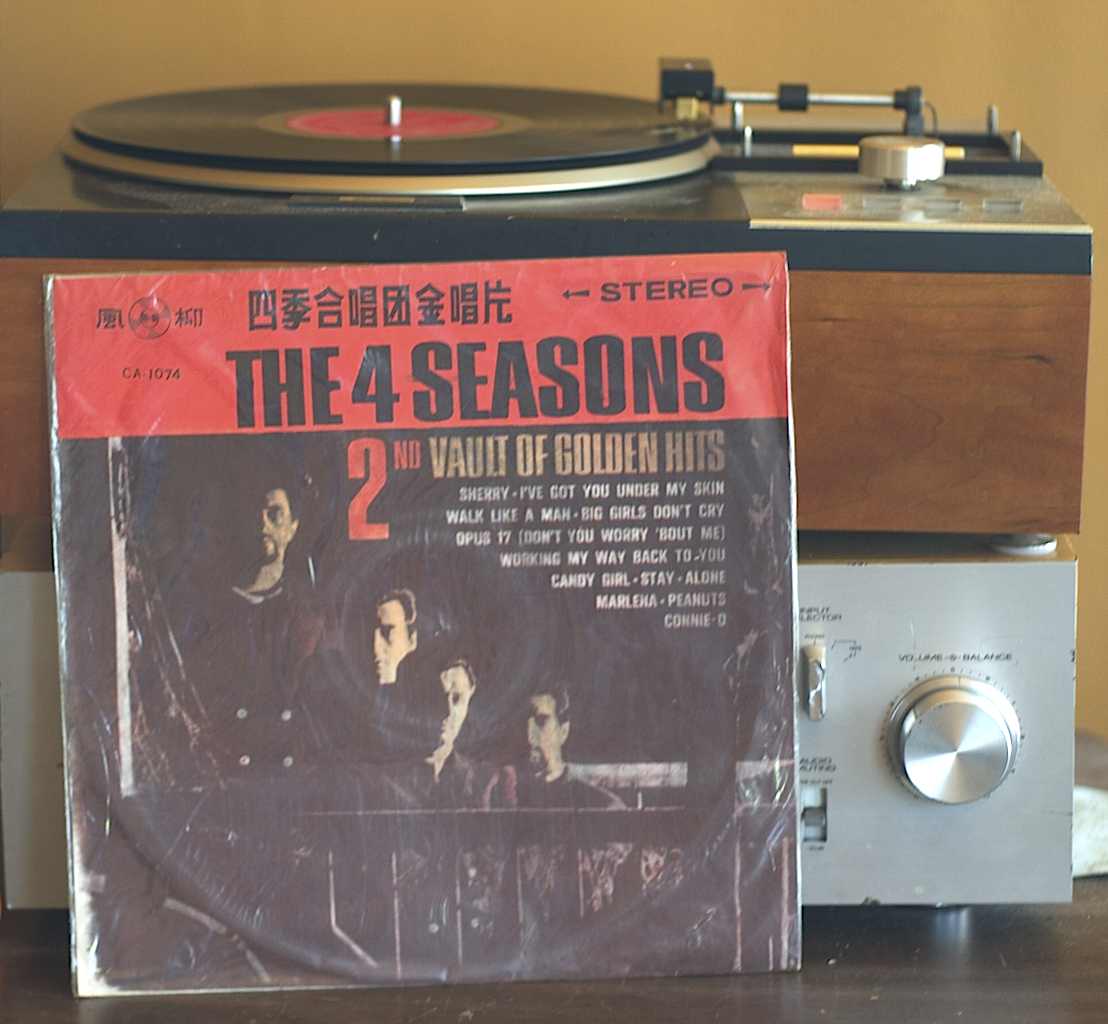 風 柳
四季合唱团金唱片
STEREO
CA-1074
THE 4 SEASONS
2ND VAULT OF GOLDEN HITS
SHERRY · I'VE GOT YOU UNDER MY SKIN
WALK LIKE A MAN · BIG GIRLS DON'T CRY
OPUS 17 (DON'T YOU WORRY 'BOUT ME)
WORKING MY WAY BACK TO YOU
CANDY GIRL · STAY · ALONE
MARLENA · PEANUTS
CONNIE-O
INPUT
SELECTOR
VOLUME-&-BALANCE
AUDIO
MUTING